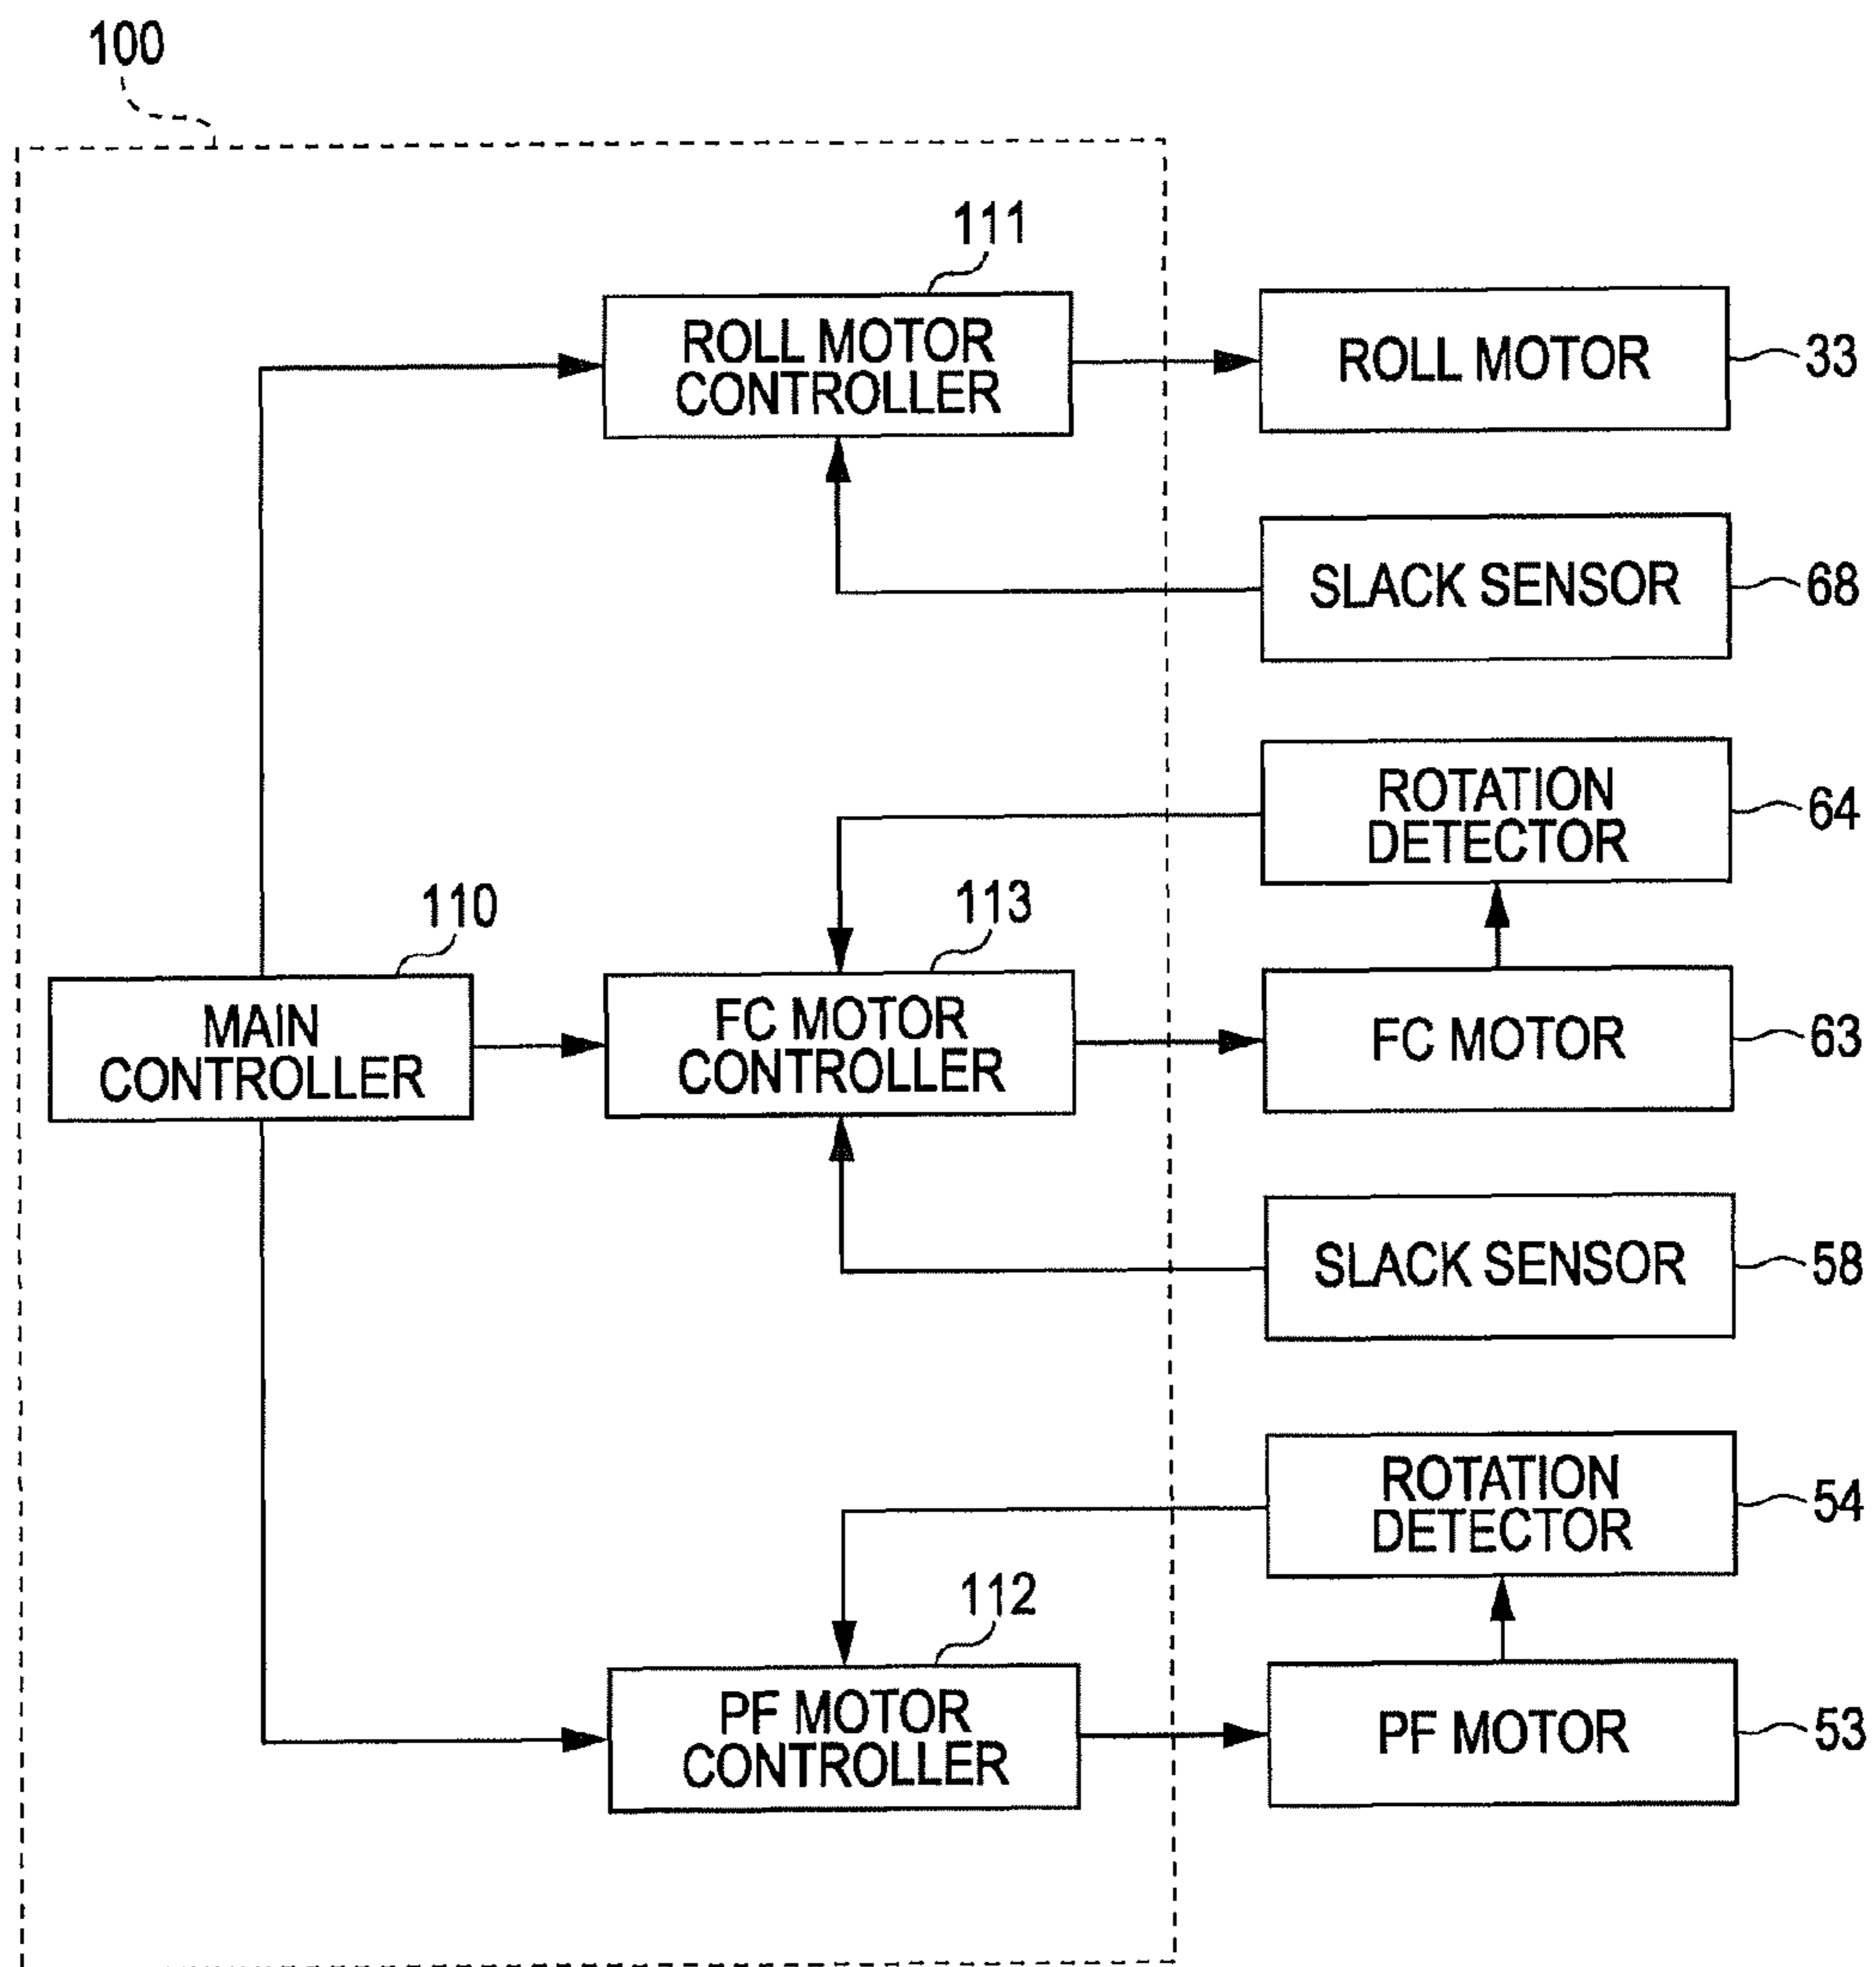 100
111
ROLL MOTOR
CONTROLLER
ROLL MOTOR
33
SLACK SENSOR
68
ROTATION
DETECTOR
64
110
MAIN
CONTROLLER
113
FC MOTOR
CONTROLLER
FC MOTOR
63
SLACK SENSOR
58
ROTATION
DETECTOR
54
112
PF MOTOR
CONTROLLER
PF MOTOR
53